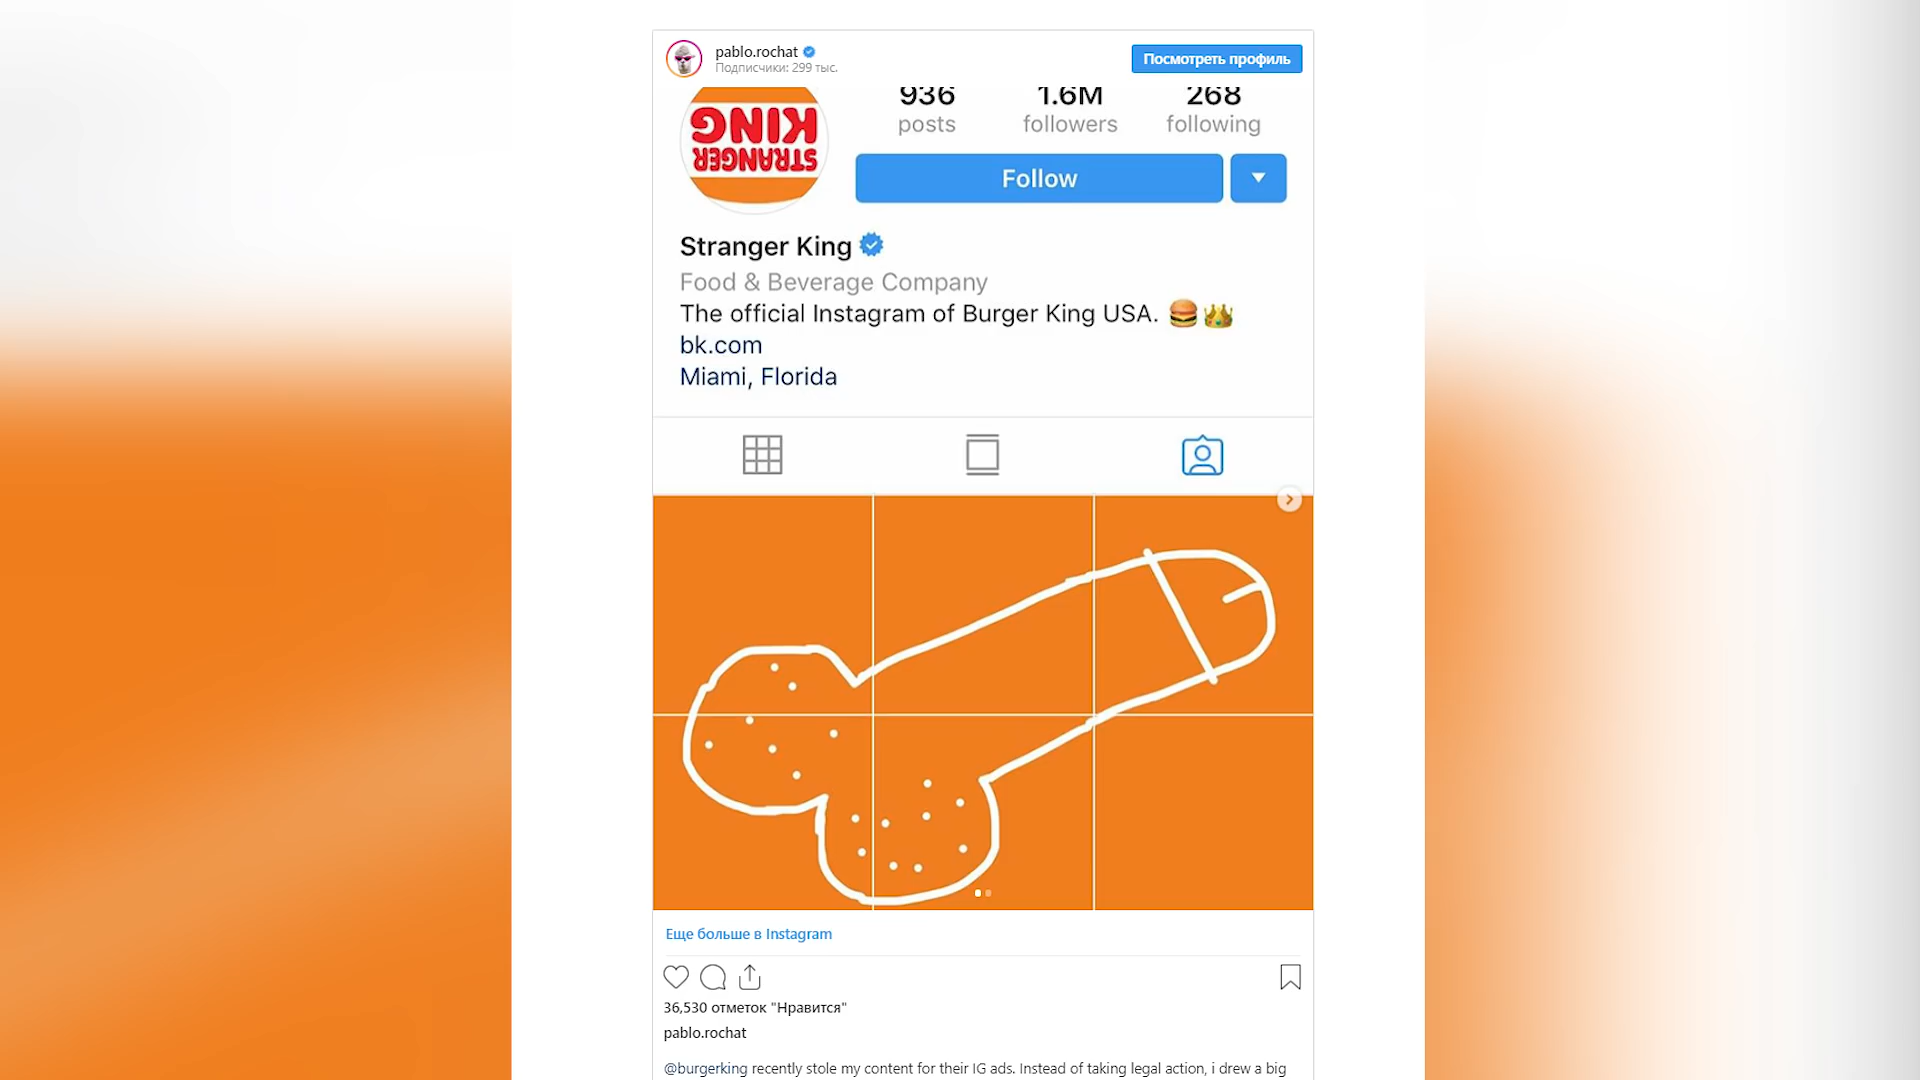 pablo.rochat
Подписчики: 299 тыс.
Посмотреть профиль
936
1.6M
268
posts
followers
following
STRANGER
KING
Follow
Stranger King
Food & Beverage Company
The official Instagram of Burger King USA. 🍔👑
bk.com
Miami, Florida
Еще больше в Instagram
36,530 отметок "Нравится"
pablo.rochat
@burgerking recently stole my content for their IG ads. Instead of taking legal action, i drew a big